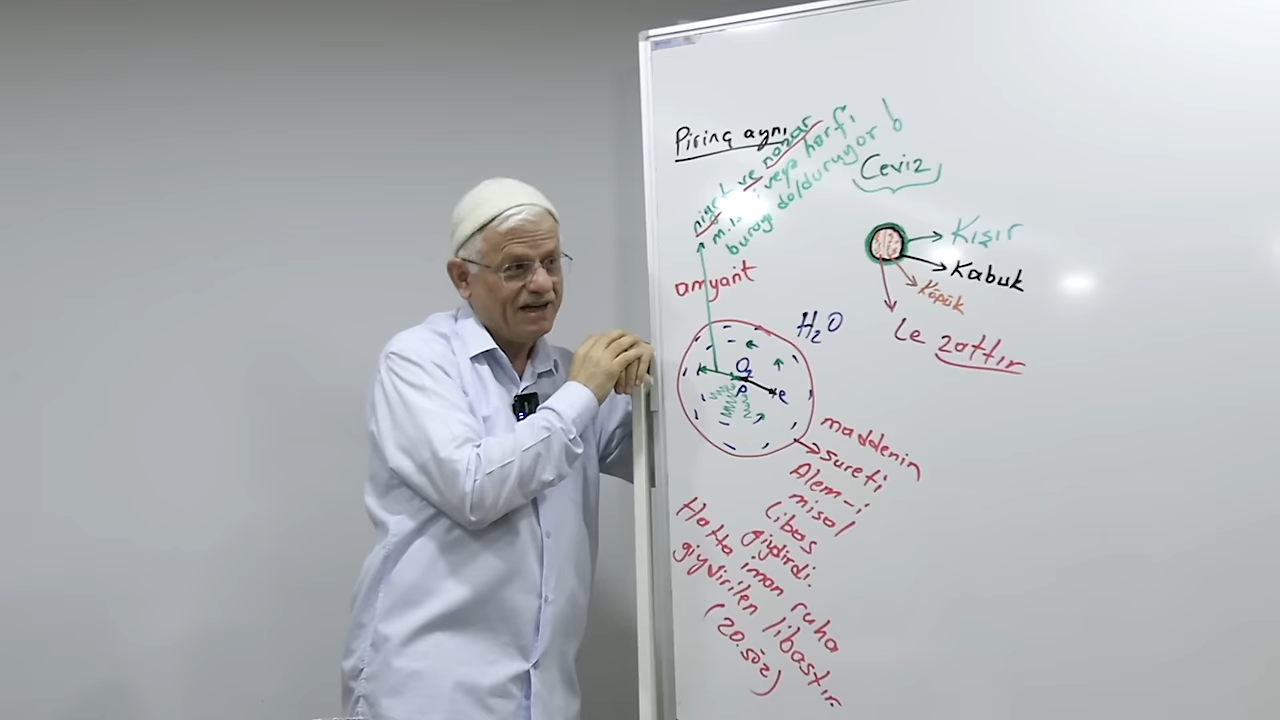 Pirinç aynı
niyet ve nazar
veya harfi
burayı dolduruyor !
Ceviz
Kışır
Kabuk
Köpük
Le zattır
amyant
H₂O
O₂
P
e
maddenin
sureti
Alem-i
misal
libas
giydirdi.
Hatta iman ruha
giydirilen libastır.
(20.söz)